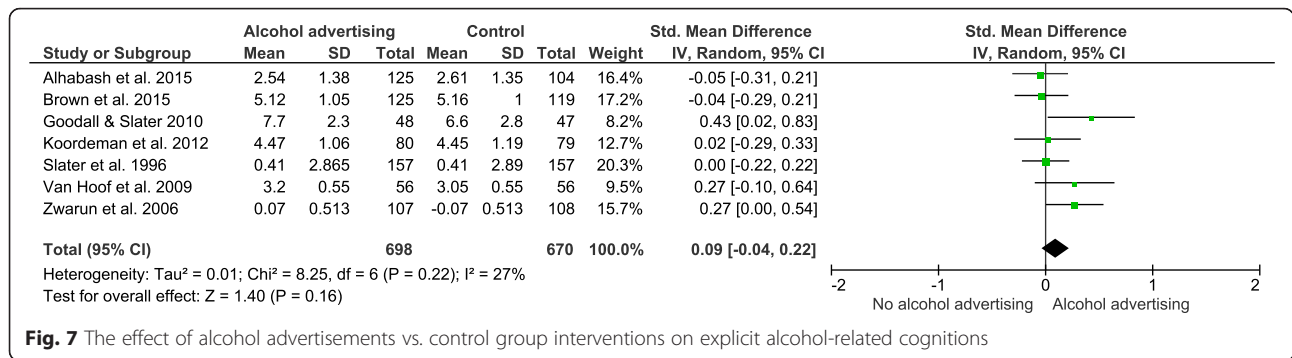 Alcohol advertising Control Std. Mean Difference Std. Mean Difference
Study or Subgroup Mean SD Total Mean SD Total Weight IV, Random, 95% CI IV, Random, 95% CI
Alhabash et al. 2015 2.54 1.38 125 2.61 1.35 104 16.4% -0.05 [-0.31, 0.21]
Brown et al. 2015 5.12 1.05 125 5.16 1 119 17.2% -0.04 [-0.29, 0.21]
Goodall & Slater 2010 7.7 2.3 48 6.6 2.8 47 8.2% 0.43 [0.02, 0.83]
Koordeman et al. 2012 4.47 1.06 80 4.45 1.19 79 12.7% 0.02 [-0.29, 0.33]
Slater et al. 1996 0.41 2.865 157 0.41 2.89 157 20.3% 0.00 [-0.22, 0.22]
Van Hoof et al. 2009 3.2 0.55 56 3.05 0.55 56 9.5% 0.27 [-0.10, 0.64]
Zwarun et al. 2006 0.07 0.513 107 -0.07 0.513 108 15.7% 0.27 [0.00, 0.54]
Total (95% CI) 698 670 100.0% 0.09 [-0.04, 0.22]
Heterogeneity: Tau² = 0.01; Chi² = 8.25, df = 6 (P = 0.22); I² = 27%
Test for overall effect: Z = 1.40 (P = 0.16)
-2 -1 0 1 2
No alcohol advertising Alcohol advertising
Fig. 7 The effect of alcohol advertisements vs. control group interventions on explicit alcohol-related cognitions